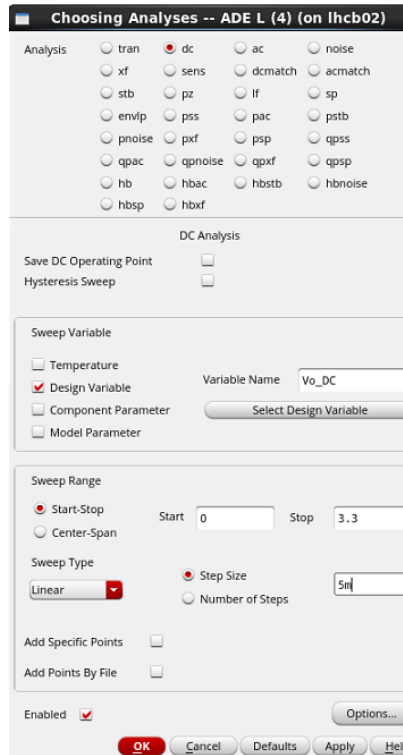 Choosing Analyses -- ADE L (4) (on lhcb02)
Analysis tran dc ac noise
xf sens dcmatch acmatch
stb pz lf sp
envlp pss pac pstb
pnoise pxf psp qpss
qpac qpnoise qpxf qpsp
hb hbac hbstb hbnoise
hbsp hbxf
DC Analysis
Save DC Operating Point
Hysteresis Sweep
Sweep Variable
Temperature
Design Variable Variable Name Vo_DC
Component Parameter Select Design Variable
Model Parameter
Sweep Range
Start-Stop Start 0 Stop 3.3
Center-Span
Sweep Type
Linear Step Size 5m
Number of Steps
Add Specific Points
Add Points By File
Enabled Options...
OK Cancel Defaults Apply Hel